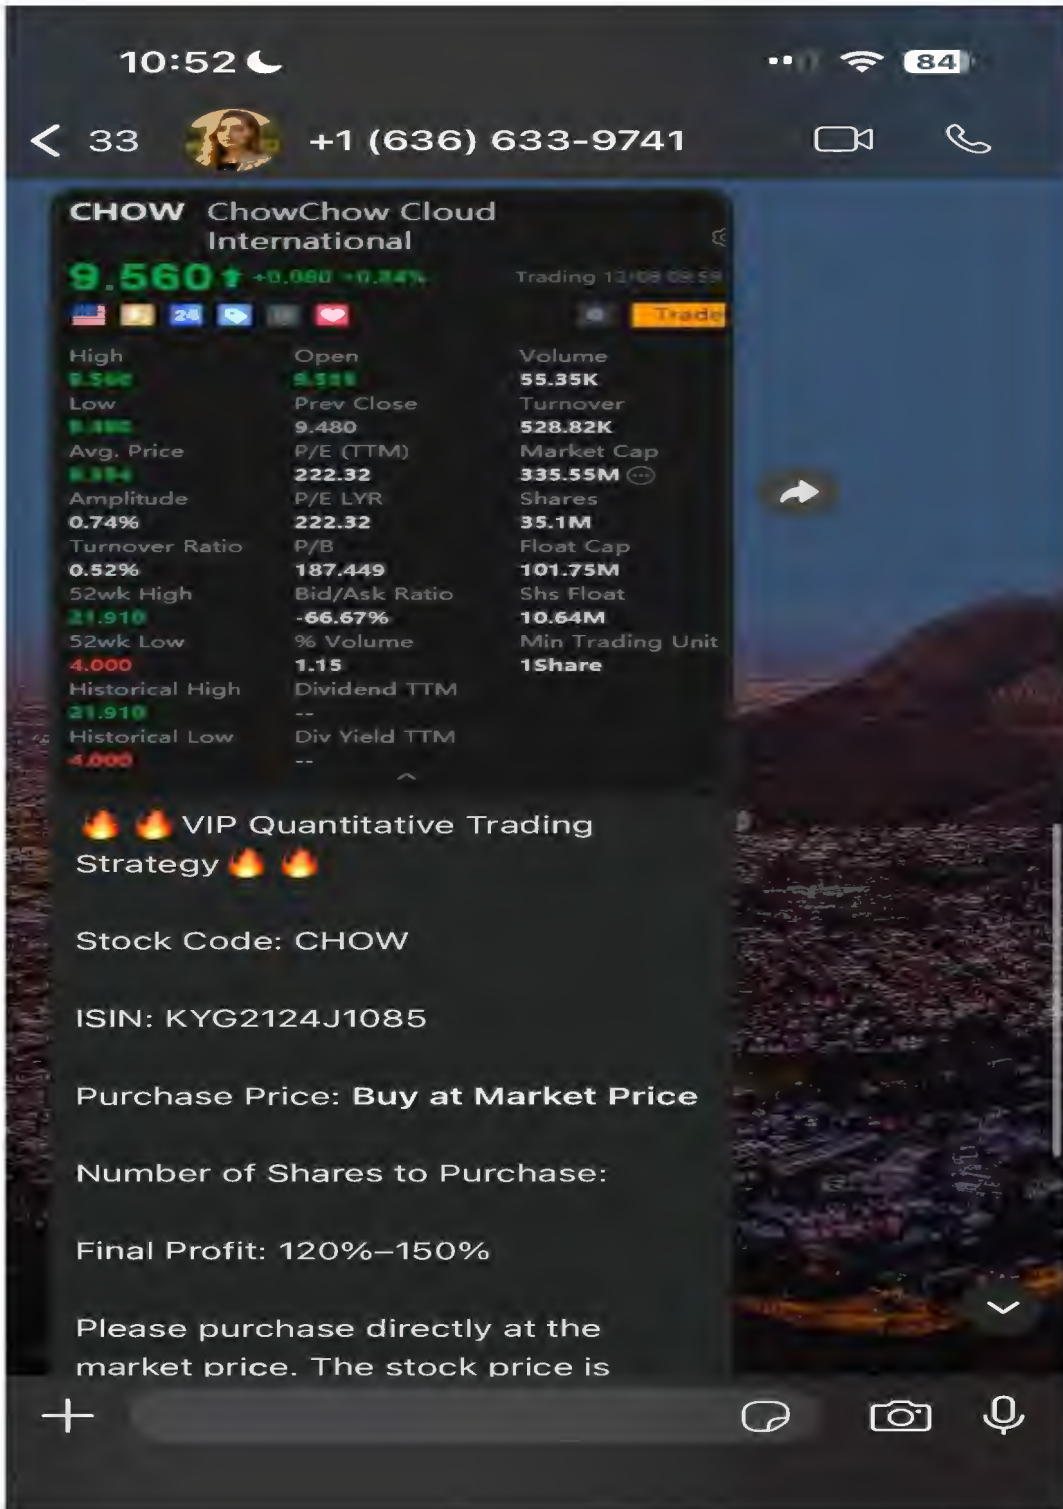 10:52
84
33
+1 (636) 633-9741
CHOW ChowChow Cloud
International
9.560
Trading
24
Trade
High Open Volume
55.35K
Low Prev Close Turnover
9.480 528.82K
Avg. Price P/E (TTM) Market Cap
222.32 335.55M
Amplitude P/E LYR Shares
0.74% 222.32 35.1M
Turnover Ratio P/B Float Cap
0.52% 187.449 101.75M
52wk High Bid/Ask Ratio Shs Float
21.910 -66.67% 10.64M
52wk Low % Volume Min Trading Unit
4.000 1.15 1Share
Historical High Dividend TTM
21.910 --
Historical Low Div Yield TTM
4.000 --
VIP Quantitative Trading
Strategy
Stock Code: CHOW
ISIN: KYG2124J1085
Purchase Price: Buy at Market Price
Number of Shares to Purchase:
Final Profit: 120%–150%
Please purchase directly at the
market price. The stock price is